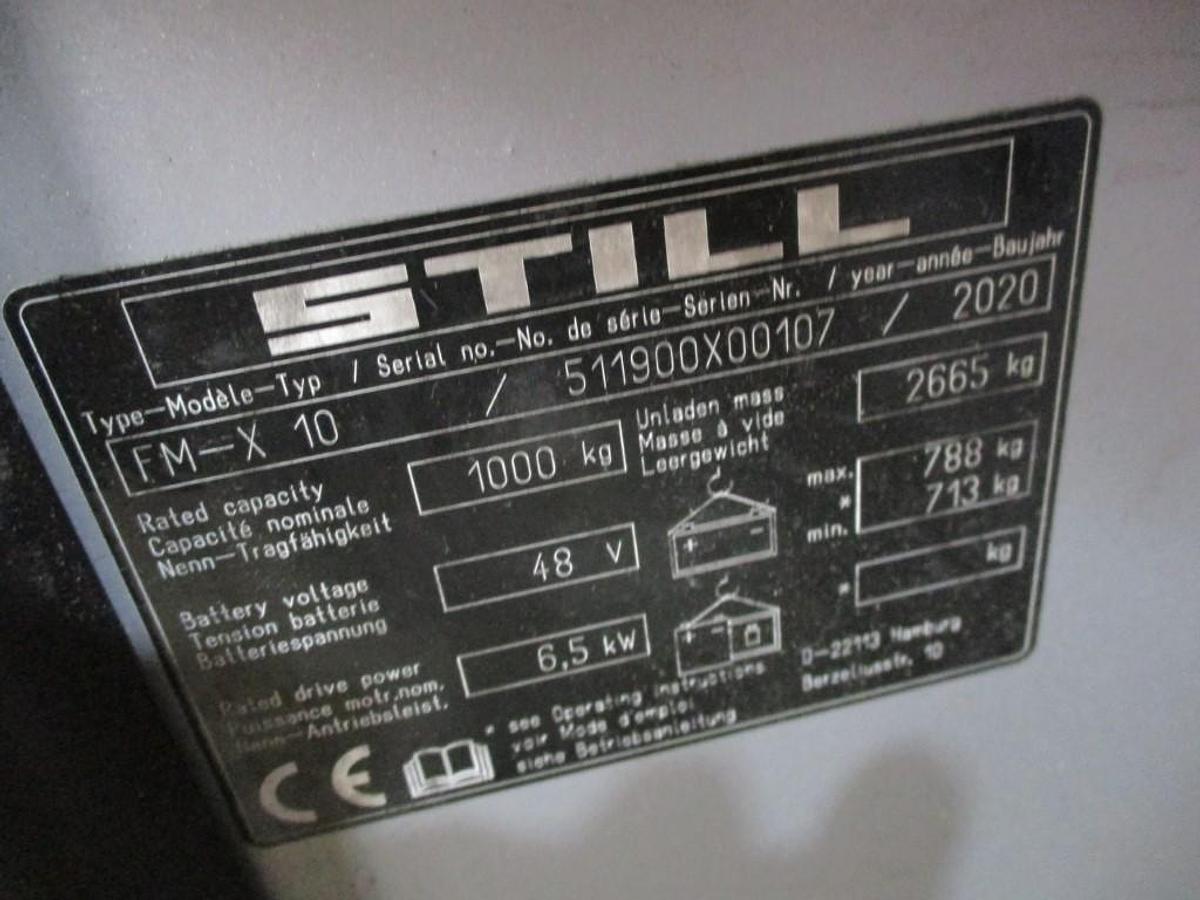 STILL
Type-Modèle-Typ / Serial no.-No. de série-Serien-Nr. / year-année-Baujahr
FM-X 10 / 511900X00107 / 2020
Rated capacity
Capacité nominale
Nenn-Tragfähigkeit
1000 kg
Unladen mass
Masse à vide
Leergewicht
2665 kg
Battery voltage
Tension batterie
Batteriespannung
48 V
max. 788 kg
*
min. 713 kg
+ -
Rated drive power
Puissance motr.nom.
Nenn-Antriebsleist.
6,5 kW
+ -
* kg
* see Operating instructions
voir Mode d'emploi
siehe Betriebsanleitung
D-22113 Hamburg
Berzeliusstr. 10
CE